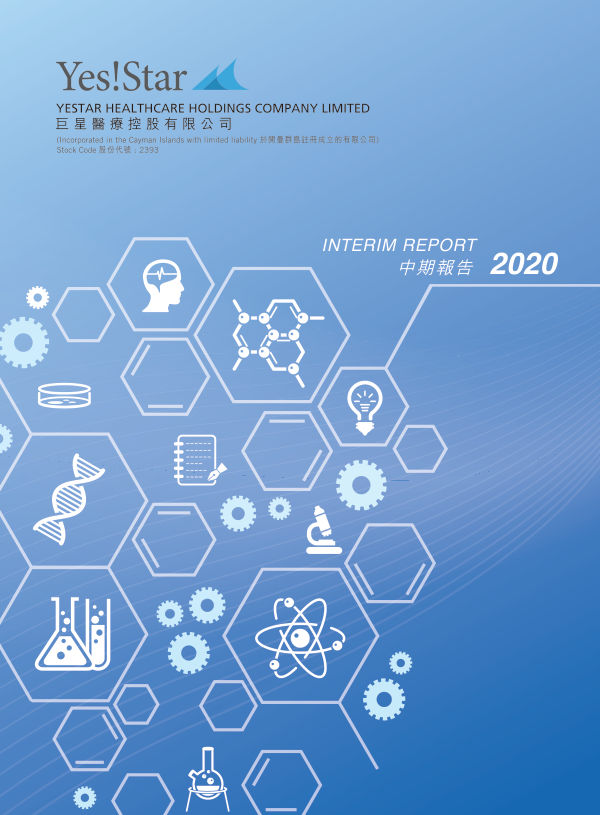 Yes!Star
YESTAR HEALTHCARE HOLDINGS COMPANY LIMITED
巨星醫療控股有限公司
(Incorporated in the Cayman Islands with limited liability 於開曼群島註冊成立的有限公司)
Stock Code 股份代號 : 2393
INTERIM REPORT
中期報告 2020